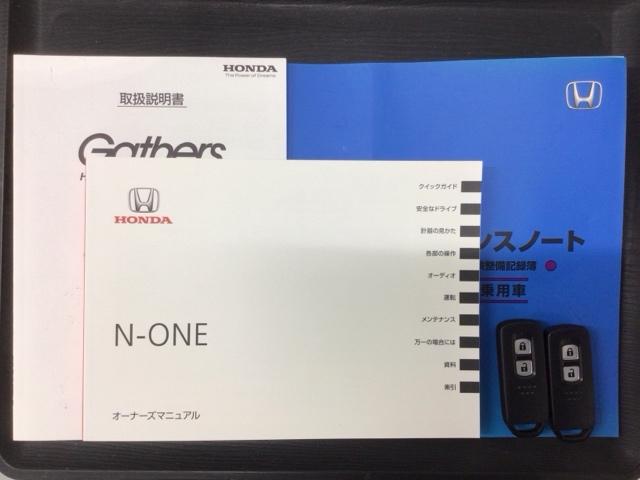 HONDA
The Power of Dreams
取扱説明書
Gathers
HONDA
N-ONE
オーナーズマニュアル
クイックガイド
安全なドライブ
計器の見かた
各部の操作
オーディオ
運転
メンテナンス
万一の場合には
資料
索引
ンスノート
整備記録簿
乗用車